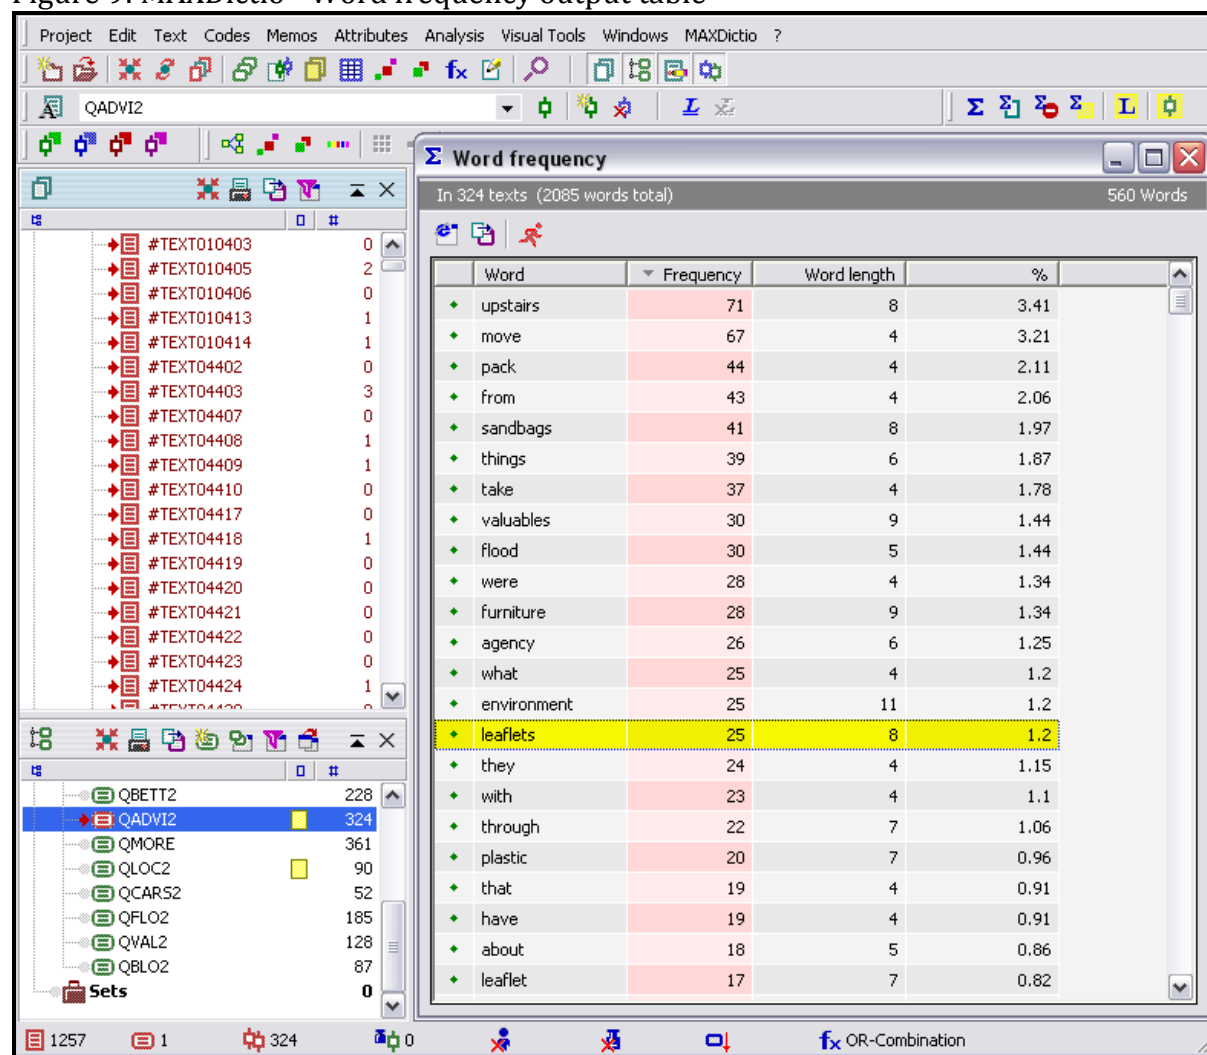 Figure 9: MAXDictio - Word frequency output table
Project Edit Text Codes Memos Attributes Analysis Visual Tools Windows MAXDictio ?
QADVI2
Word frequency
In 324 texts (2085 words total) 560 Words
#TEXT010403 0
#TEXT010405 2
#TEXT010406 0
#TEXT010413 1
#TEXT010414 1
#TEXT04402 0
#TEXT04403 3
#TEXT04407 0
#TEXT04408 1
#TEXT04409 1
#TEXT04410 0
#TEXT04417 0
#TEXT04418 1
#TEXT04419 0
#TEXT04420 0
#TEXT04421 0
#TEXT04422 0
#TEXT04423 0
#TEXT04424 1
QBETT2 228
QADVI2 324
QMORE 361
QLOC2 90
QCARS2 52
QFLO2 185
QVAL2 128
QBLO2 87
Sets 0
Word Frequency Word length %
upstairs 71 8 3.41
move 67 4 3.21
pack 44 4 2.11
from 43 4 2.06
sandbags 41 8 1.97
things 39 6 1.87
take 37 4 1.78
valuables 30 9 1.44
flood 30 5 1.44
were 28 4 1.34
furniture 28 9 1.34
agency 26 6 1.25
what 25 4 1.2
environment 25 11 1.2
leaflets 25 8 1.2
they 24 4 1.15
with 23 4 1.1
through 22 7 1.06
plastic 20 7 0.96
that 19 4 0.91
have 19 4 0.91
about 18 5 0.86
leaflet 17 7 0.82
1257 1 324 0 fx OR-Combination